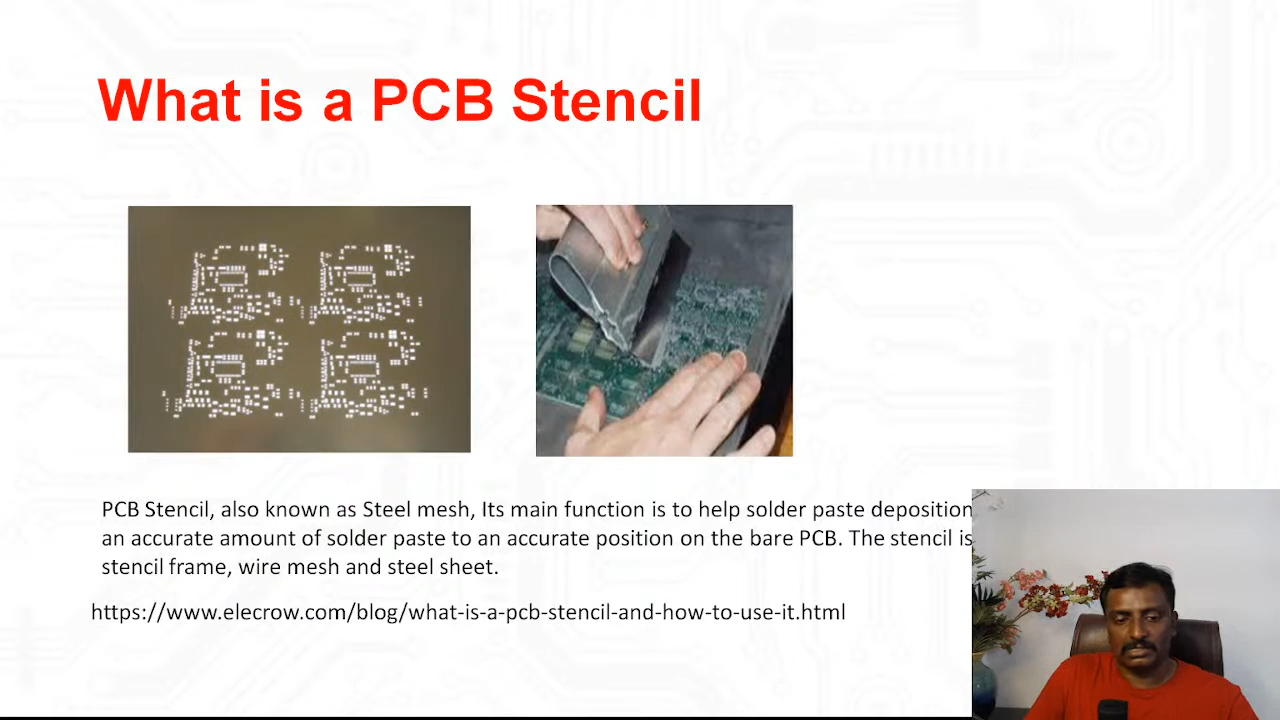 What is a PCB Stencil
PCB Stencil, also known as Steel mesh, Its main function is to help solder paste deposition
an accurate amount of solder paste to an accurate position on the bare PCB. The stencil is
stencil frame, wire mesh and steel sheet.
https://www.elecrow.com/blog/what-is-a-pcb-stencil-and-how-to-use-it.html